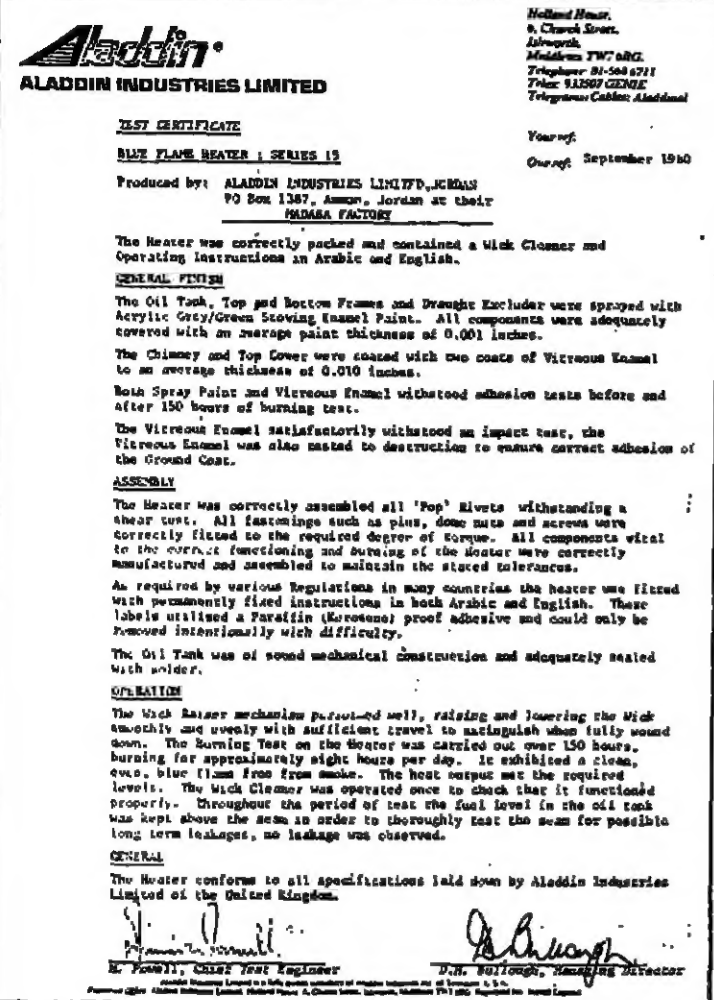 Aladdin
ALADDIN INDUSTRIES LIMITED
Holland House,
Church Street,
Isleworth,
Middlesex TW7 6RG.
Telephone: 01-568 6711
Telex: 933507 GENIE
Telegrams Cables:
TEST CERTIFICATE
Your ref.
BLUE FLAME HEATER : SERIES 15
Our ref. September 1980
Produced by: ALADDIN INDUSTRIES LIMITED, JORDAN
PO Box 1387, Amman, Jordan at their
MADABA FACTORY
The Heater was correctly packed and contained a Wick Cleaner and
Operating Instructions in Arabic and English.
GENERAL FINISH
The Oil Tank, Top and Bottom Frames and Draught Excluder were sprayed with
Acrylic Grey/Green Stoving Enamel Paint. All components were adequately
covered with an average paint thickness of 0.001 inches.
The Chimney and Top Cover were coated with two coats of Vitreous Enamel
to an average thickness of 0.010 inches.
Both Spray Paint and Vitreous Enamel withstood adhesion tests before and
after 150 hours of burning test.
The Vitreous Enamel satisfactorily withstood an impact test, the
Vitreous Enamel was also tested to destruction to ensure correct adhesion of
the Ground Coat.
ASSEMBLY
The Heater was correctly assembled all 'Pop' Rivets withstanding a
shear test. All fastenings such as pins, dome nuts and screws were
correctly fitted to the required degree of torque. All components vital
to the correct functioning and burning of the Heater were correctly
manufactured and assembled to maintain the stated tolerances.
As required by various Regulations in many countries the heater was fitted
with permanently fixed instructions in both Arabic and English. These
labels utilised a Paraffin (Kerosene) proof adhesive and could only be
removed intentionally with difficulty.
The Oil Tank was of sound mechanical construction and adequately sealed
with solder.
OPERATION
The Wick Raiser mechanism performed well, raising and lowering the Wick
smoothly and evenly with sufficient travel to extinguish when fully wound
down. The Burning Test on the Heater was carried out over 150 hours,
burning for approximately eight hours per day. It exhibited a clean,
even, blue flame free from smoke. The heat output met the required
levels. The Wick Cleaner was operated once to check that it functioned
properly. Throughout the period of test the fuel level in the oil tank
was kept above the seam in order to thoroughly test the seam for possible
long term leakages, no leakage was observed.
GENERAL
The Heater conforms to all specifications laid down by Aladdin Industries
Limited of the United Kingdom.
M. Powell, Chief Test Engineer
D.H. Bullough, Managing Director